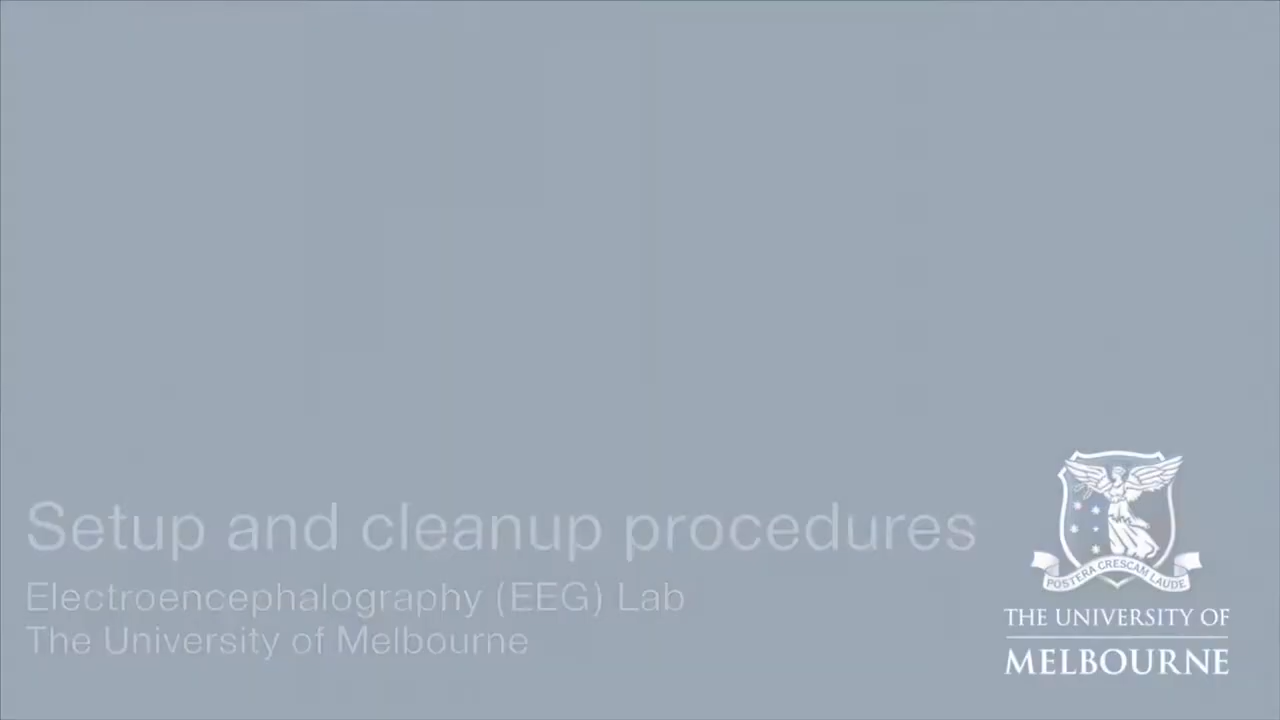 Setup and cleanup procedures
Electroencephalography (EEG) Lab
The University of Melbourne
POSTERA CRESCAM LAUDE
THE UNIVERSITY OF
MELBOURNE